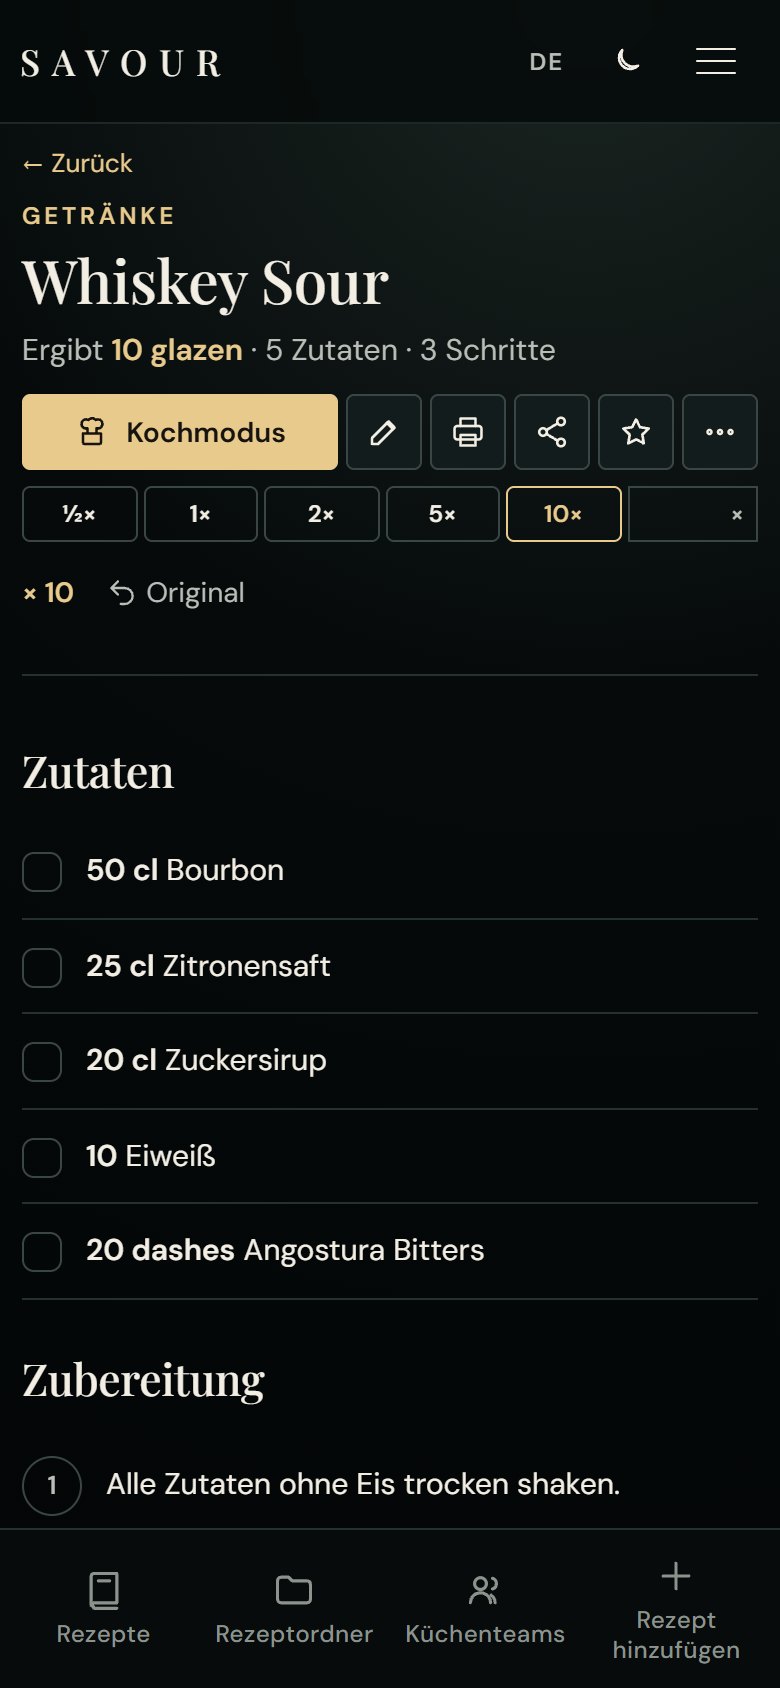 SAVOUR
DE
← Zurück
GETRÄNKE
Whiskey Sour
Ergibt 10 glazen · 5 Zutaten · 3 Schritte
Kochmodus
½× 1× 2× 5× 10× ×
× 10 Original
Zutaten
50 cl Bourbon
25 cl Zitronensaft
20 cl Zuckersirup
10 Eiweiß
20 dashes Angostura Bitters
Zubereitung
1 Alle Zutaten ohne Eis trocken shaken.
Rezepte
Rezeptordner
Küchenteams
Rezept
hinzufügen